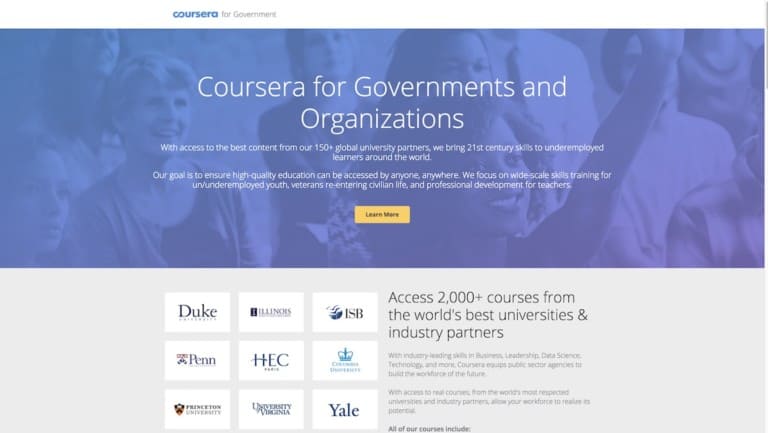 coursera for Government
Coursera for Governments and
Organizations
With access to the best content from our 150+ global university partners, we bring 21st century skills to underemployed
learners around the world.
Our goal is to ensure high-quality education can be accessed by anyone, anywhere. We focus on wide-scale skills training for
un/underemployed youth, veterans re-entering civilian life, and professional development for teachers.
Learn More
Duke
UNIVERSITY
ILLINOIS
ISB
Penn
HEC
PARIS
COLUMBIA
UNIVERSITY
PRINCETON
UNIVERSITY
UNIVERSITY
of VIRGINIA
Yale
Access 2,000+ courses from
the world's best universities &
industry partners
With industry-leading skills in Business, Leadership, Data Science,
Technology, and more, Coursera equips public sector agencies to
build the workforce of the future.
With access to real courses, from the world's most respected
universities and industry partners, allow your workforce to realize its
potential.
All of our courses include: